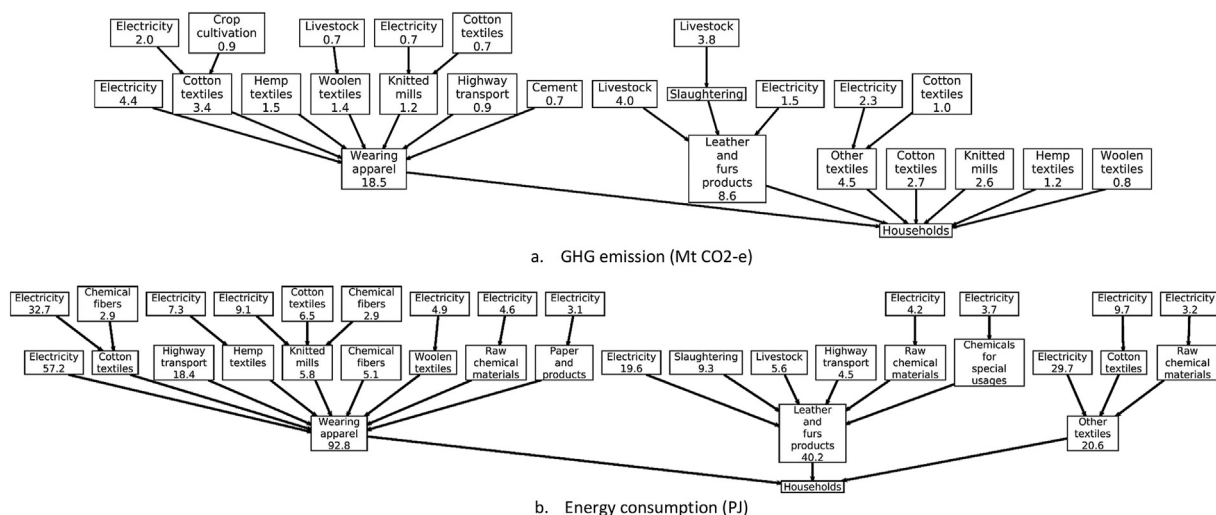 Electricity
2.0
Crop
cultivation
0.9
Livestock
0.7
Electricity
0.7
Cotton
textiles
0.7
Livestock
3.8
Electricity
4.4
Cotton
textiles
3.4
Hemp
textiles
1.5
Woolen
textiles
1.4
Knitted
mills
1.2
Highway
transport
0.9
Cement
0.7
Livestock
4.0
Slaughtering
Electricity
1.5
Electricity
2.3
Cotton
textiles
1.0
Wearing
apparel
18.5
Leather
and
furs
products
8.6
Other
textiles
4.5
Cotton
textiles
2.7
Knitted
mills
2.6
Hemp
textiles
1.2
Woolen
textiles
0.8
Households
a. GHG emission (Mt CO2-e)
Electricity
32.7
Chemical
fibers
2.9
Electricity
7.3
Electricity
9.1
Cotton
textiles
6.5
Chemical
fibers
2.9
Electricity
4.9
Electricity
4.6
Electricity
3.1
Electricity
4.2
Electricity
3.7
Electricity
9.7
Electricity
3.2
Electricity
57.2
Cotton
textiles
Highway
transport
18.4
Hemp
textiles
Knitted
mills
5.8
Chemical
fibers
5.1
Woolen
textiles
Raw
chemical
materials
Paper
and
products
Electricity
19.6
Slaughtering
9.3
Livestock
5.6
Highway
transport
4.5
Raw
chemical
materials
Chemicals
for
special
usages
Electricity
29.7
Cotton
textiles
Raw
chemical
materials
Wearing
apparel
92.8
Leather
and
furs
products
40.2
Other
textiles
20.6
Households
b. Energy consumption (PJ)